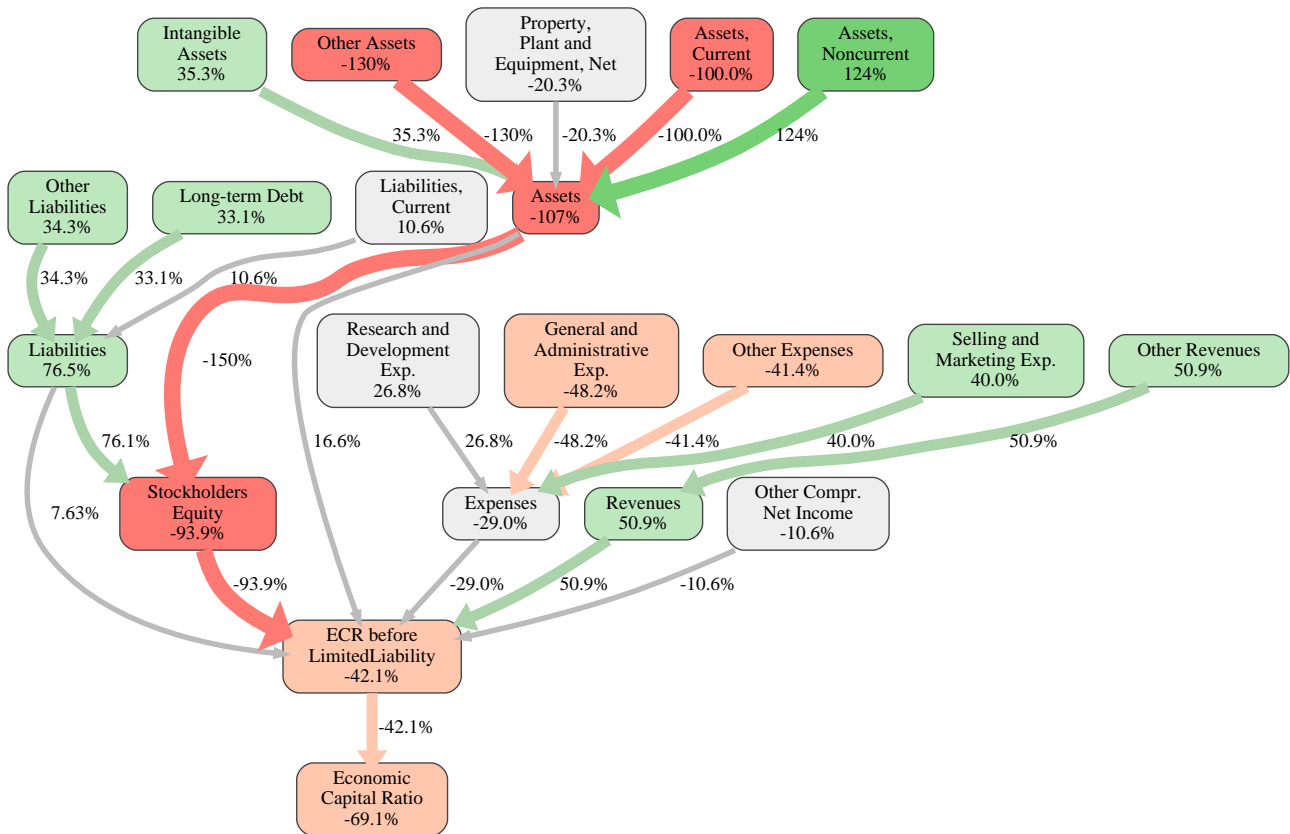 Intangible
Assets
35.3%
Other Assets
-130%
Property,
Plant and
Equipment, Net
-20.3%
Assets,
Current
-100.0%
Assets,
Noncurrent
124%
35.3%
-130%
-20.3%
-100.0%
124%
Other
Liabilities
34.3%
Long-term Debt
33.1%
Liabilities,
Current
10.6%
Assets
-107%
34.3%
33.1%
10.6%
Liabilities
76.5%
-150%
Research and
Development
Exp.
26.8%
General and
Administrative
Exp.
-48.2%
Other Expenses
-41.4%
Selling and
Marketing Exp.
40.0%
Other Revenues
50.9%
76.1%
16.6%
26.8%
-48.2%
-41.4%
40.0%
50.9%
7.63%
Stockholders
Equity
-93.9%
Expenses
-29.0%
Revenues
50.9%
Other Compr.
Net Income
-10.6%
-93.9%
-29.0%
50.9%
-10.6%
ECR before
LimitedLiability
-42.1%
-42.1%
Economic
Capital Ratio
-69.1%